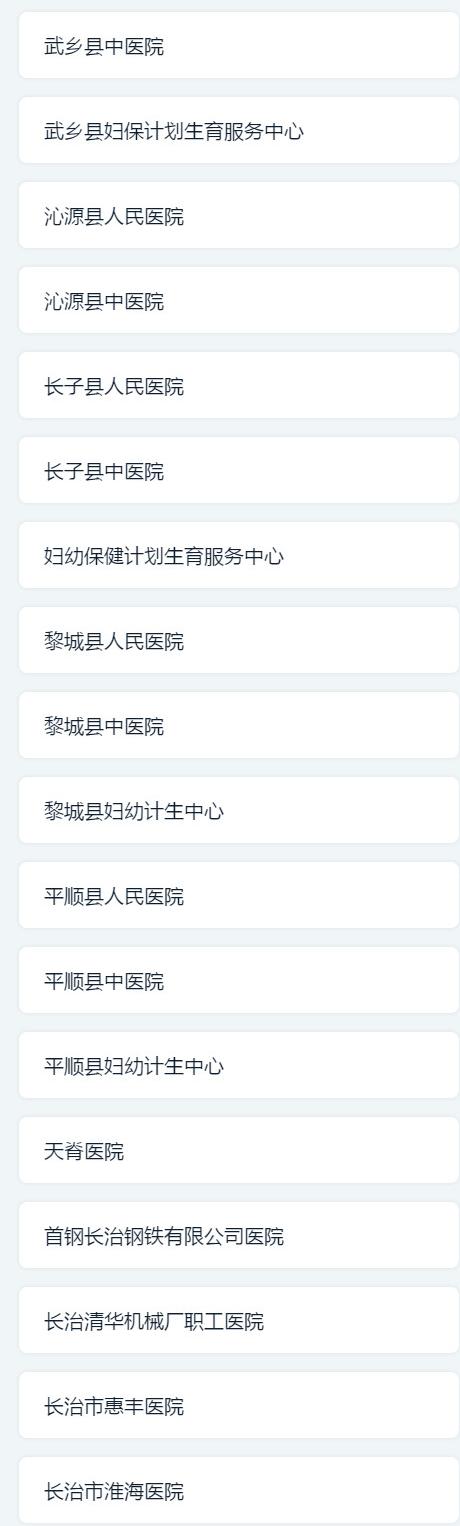 武乡县中医院
武乡县妇保计划生育服务中心
沁源县人民医院
沁源县中医院
长子县人民医院
长子县中医院
妇幼保健计划生育服务中心
黎城县人民医院
黎城县中医院
黎城县妇幼计生中心
平顺县人民医院
平顺县中医院
平顺县妇幼计生中心
天脊医院
首钢长治钢铁有限公司医院
长治清华机械厂职工医院
长治市惠丰医院
长治市淮海医院